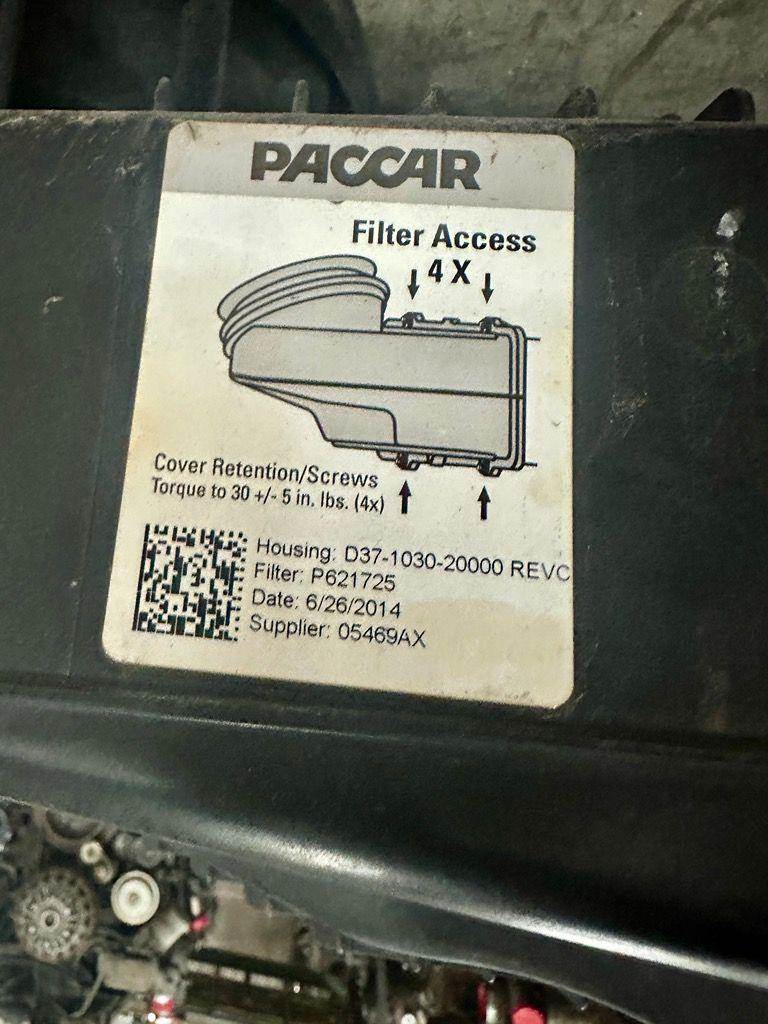 PACCAR
Filter Access
4 X
Cover Retention/Screws
Torque to 30 +/- 5 in. lbs. (4x)
Housing: D37-1030-20000 REVC
Filter: P621725
Date: 6/26/2014
Supplier: 05469AX